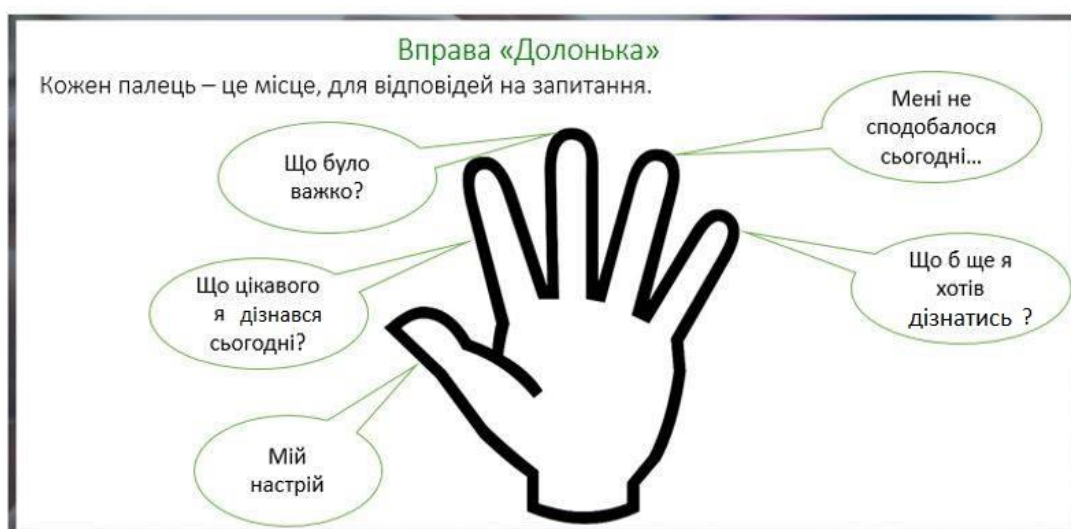 Вправа «Долонька»
Кожен палець – це місце, для відповідей на запитання.
Мені не
сподобалося
сьогодні...
Що було
важко?
Що б ще я
хотів
дізнатись ?
Що цікавого
я дізнався
сьогодні?
Мій
настрій